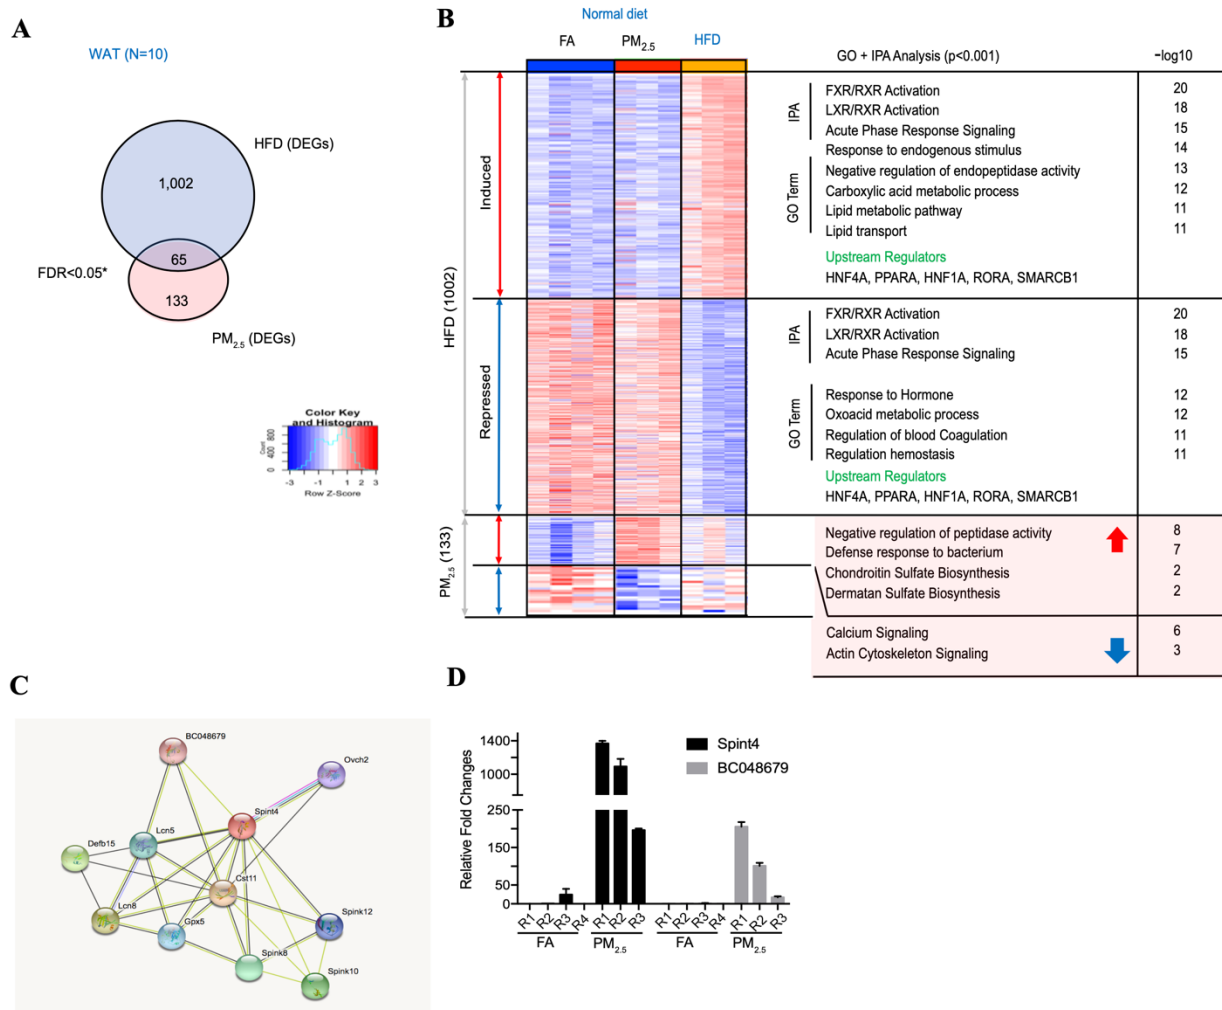 A
WAT (N=10)
HFD (DEGs)
1,002
65
FDR<0.05*
133
PM2.5 (DEGs)
Color Key
and Histogram
Count
0 400 800
-3 -1 1 2 3
Row Z-Score
B
Normal diet
FA PM2.5 HFD
GO + IPA Analysis (p<0.001) −log10
HFD (1002)
Induced
IPA
FXR/RXR Activation 20
LXR/RXR Activation 18
Acute Phase Response Signaling 15
Response to endogenous stimulus 14
GO Term
Negative regulation of endopeptidase activity 13
Carboxylic acid metabolic process 12
Lipid metabolic pathway 11
Lipid transport 11
Upstream Regulators
HNF4A, PPARA, HNF1A, RORA, SMARCB1
Repressed
IPA
FXR/RXR Activation 20
LXR/RXR Activation 18
Acute Phase Response Signaling 15
GO Term
Response to Hormone 12
Oxoacid metabolic process 12
Regulation of blood Coagulation 11
Regulation hemostasis 11
Upstream Regulators
HNF4A, PPARA, HNF1A, RORA, SMARCB1
PM2.5 (133)
Negative regulation of peptidase activity 8
Defense response to bacterium 7
Chondroitin Sulfate Biosynthesis 2
Dermatan Sulfate Biosynthesis 2
Calcium Signaling 6
Actin Cytoskeleton Signaling 3
C
BC048679
Ovch2
Spint4
Lcn5
Defb15
Cst11
Lcn8
Gpx5
Spink12
Spink8
Spink10
D
Relative Fold Changes
1400
1000
250
150
50
0
Spint4
BC048679
R1 R2 R3 R4 R1 R2 R3 R1 R2 R3 R4 R1 R2 R3
FA PM2.5 FA PM2.5